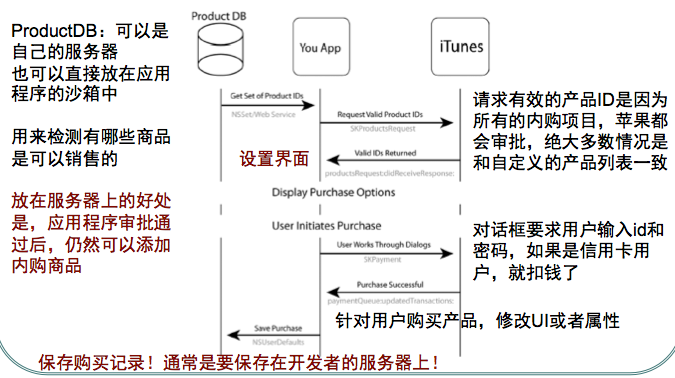 Product DB
You App
iTunes
ProductDB：可以是
自己的服务器
也可以直接放在应用
程序的沙箱中
用来检测有哪些商品
是可以销售的
放在服务器上的好处
是，应用程序审批通
过后，仍然可以添加
内购商品
Get Set of Product IDs
NSSet/Web Service
Request Valid Product IDs
SKProductsRequest
设置界面
Valid IDs Returned
productsRequest:didReceiveResponse:
请求有效的产品ID是因为
所有的内购项目，苹果都
会审批，绝大多数情况是
和自定义的产品列表一致
Display Purchase Options
User Initiates Purchase
User Works Through Dialogs
SKPayment
对话框要求用户输入id和
密码，如果是信用卡用
户，就扣钱了
Purchase Successful
paymentQueue:updatedTransactions:
针对用户购买产品，修改UI或者属性
Save Purchase
NSUserDefaults
保存购买记录！通常是要保存在开发者的服务器上！